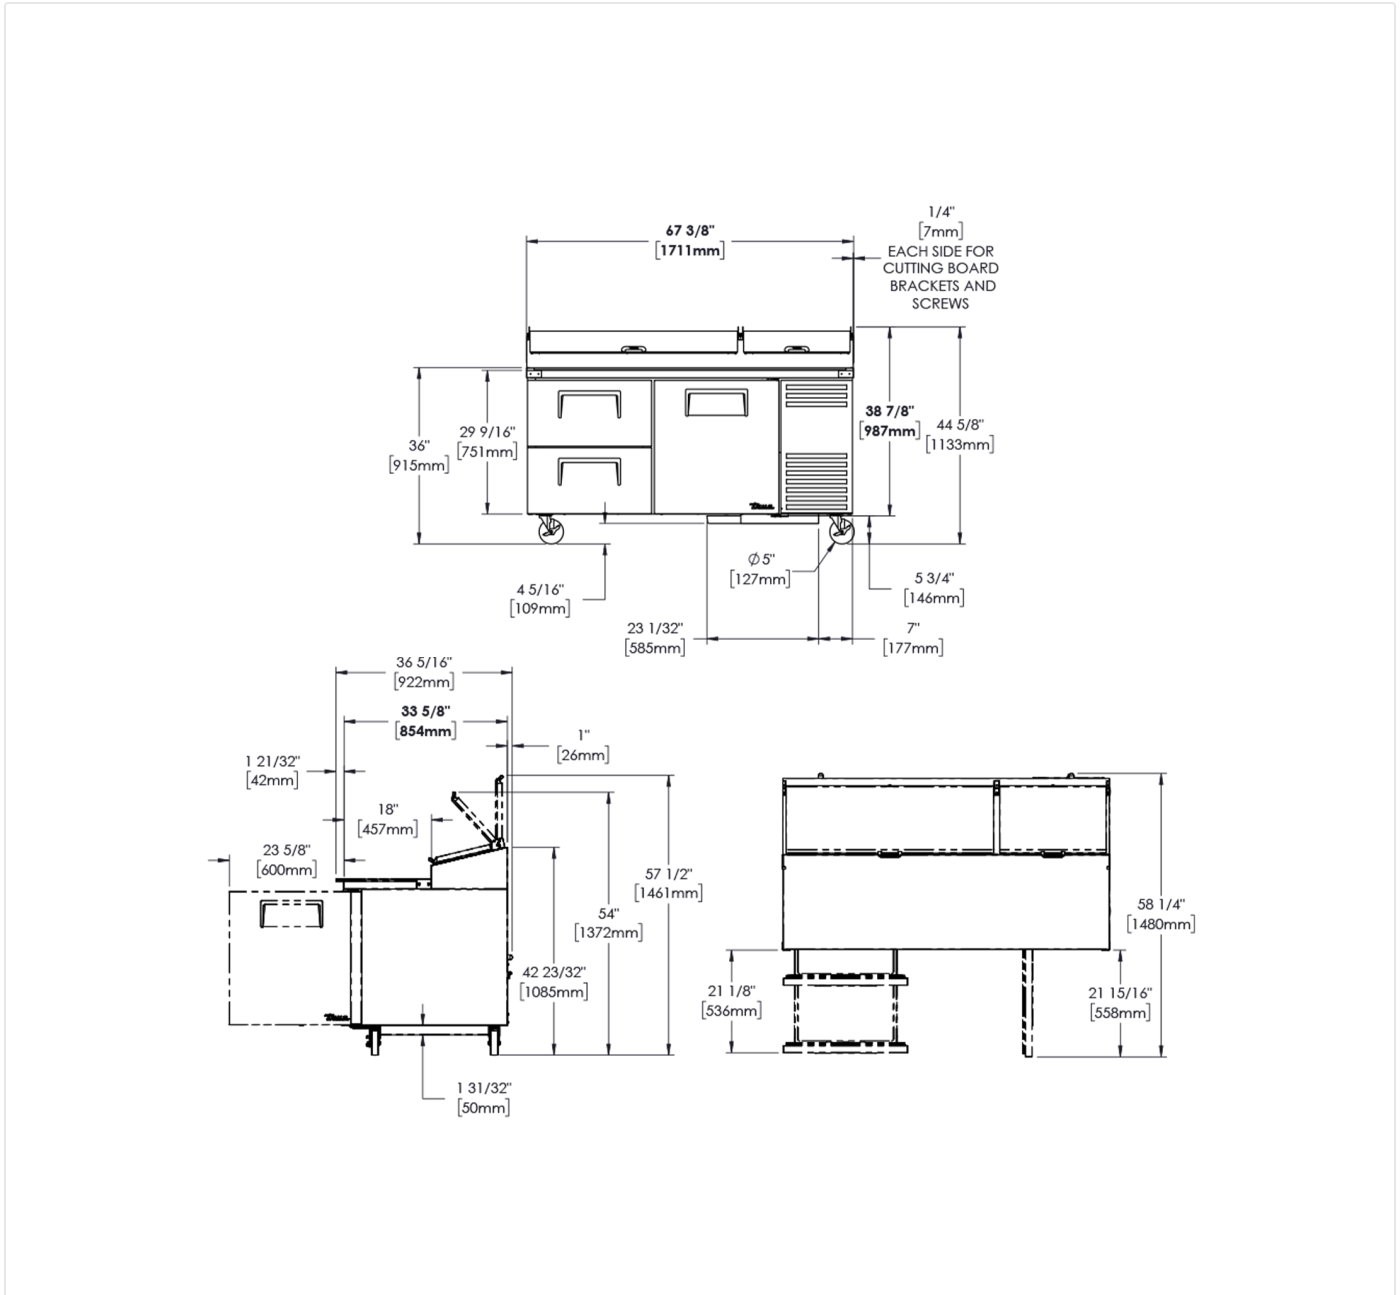 1/4"
[7mm]
EACH SIDE FOR
CUTTING BOARD
BRACKETS AND
SCREWS
67 3/8"
[1711mm]
36"
[915mm]
29 9/16"
[751mm]
38 7/8"
[987mm]
44 5/8"
[1133mm]
True
4 5/16"
[109mm]
∅5"
[127mm]
5 3/4"
[146mm]
23 1/32"
[585mm]
7"
[177mm]
36 5/16"
[922mm]
33 5/8"
[854mm]
1"
[26mm]
1 21/32"
[42mm]
18"
[457mm]
23 5/8"
[600mm]
57 1/2"
[1461mm]
54"
[1372mm]
42 23/32"
[1085mm]
True
1 31/32"
[50mm]
58 1/4"
[1480mm]
21 1/8"
[536mm]
21 15/16"
[558mm]